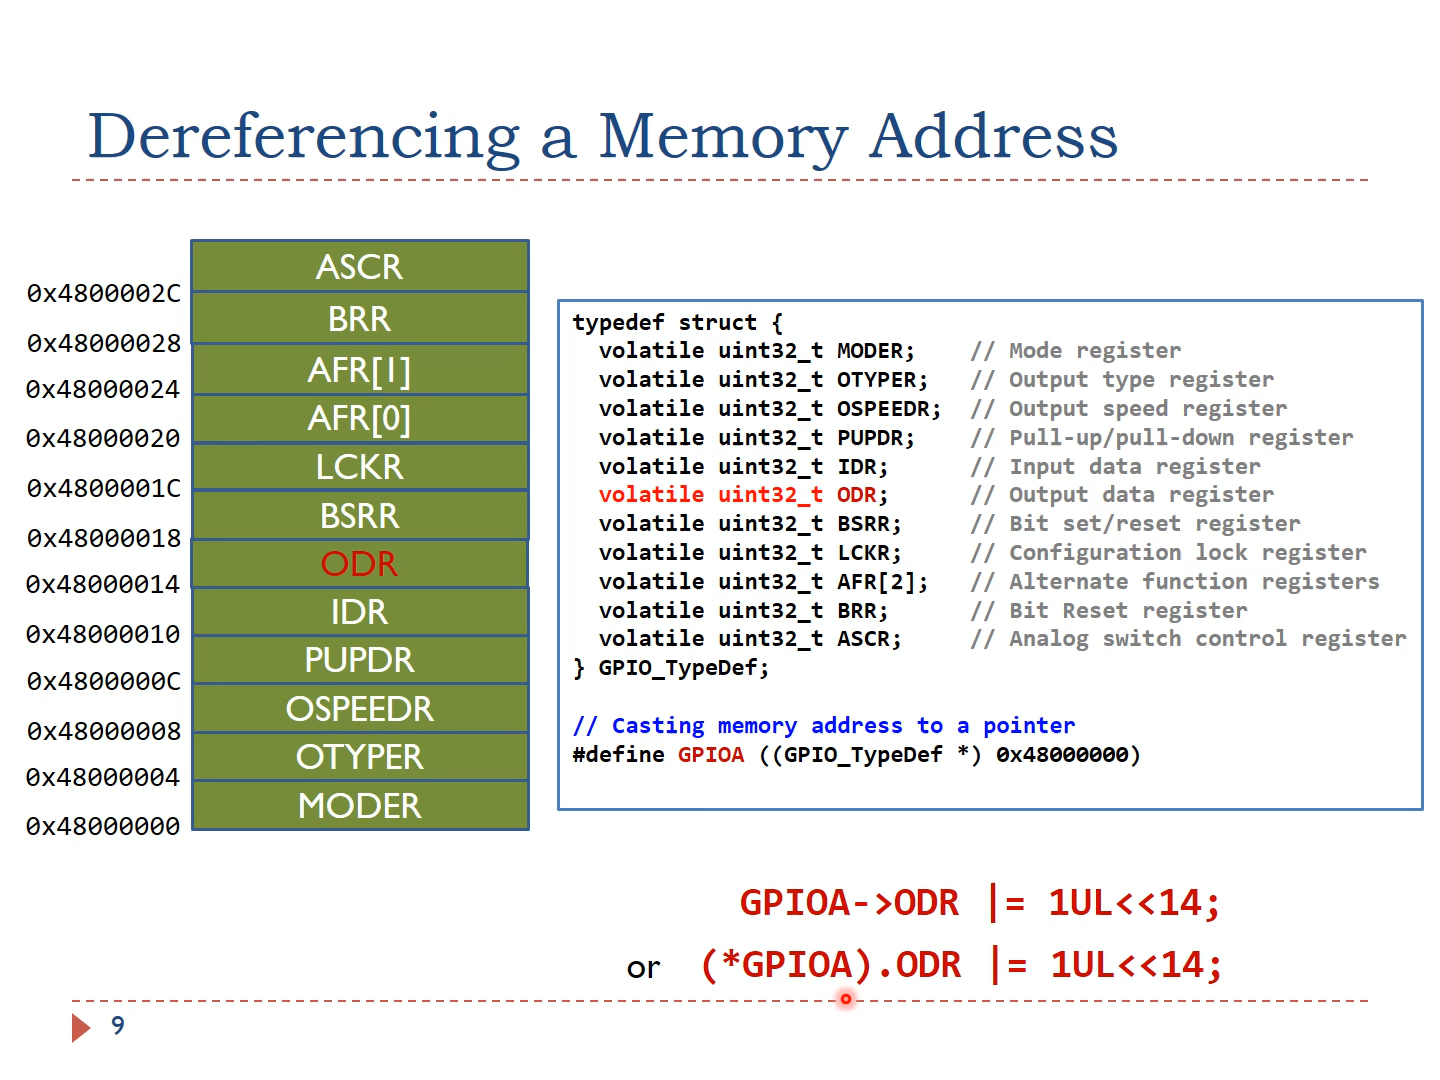 Dereferencing a Memory Address
ASCR
0x4800002C
BRR
0x48000028
AFR[1]
0x48000024
AFR[0]
0x48000020
LCKR
0x4800001C
BSRR
0x48000018
ODR
0x48000014
IDR
0x48000010
PUPDR
0x4800000C
OSPEEDR
0x48000008
OTYPER
0x48000004
MODER
0x48000000
typedef struct {
volatile uint32_t MODER; // Mode register
volatile uint32_t OTYPER; // Output type register
volatile uint32_t OSPEEDR; // Output speed register
volatile uint32_t PUPDR; // Pull-up/pull-down register
volatile uint32_t IDR; // Input data register
volatile uint32_t ODR; // Output data register
volatile uint32_t BSRR; // Bit set/reset register
volatile uint32_t LCKR; // Configuration lock register
volatile uint32_t AFR[2]; // Alternate function registers
volatile uint32_t BRR; // Bit Reset register
volatile uint32_t ASCR; // Analog switch control register
} GPIO_TypeDef;
// Casting memory address to a pointer
#define GPIOA ((GPIO_TypeDef *) 0x48000000)
GPIOA->ODR |= 1UL<<14;
or (*GPIOA).ODR |= 1UL<<14;
9